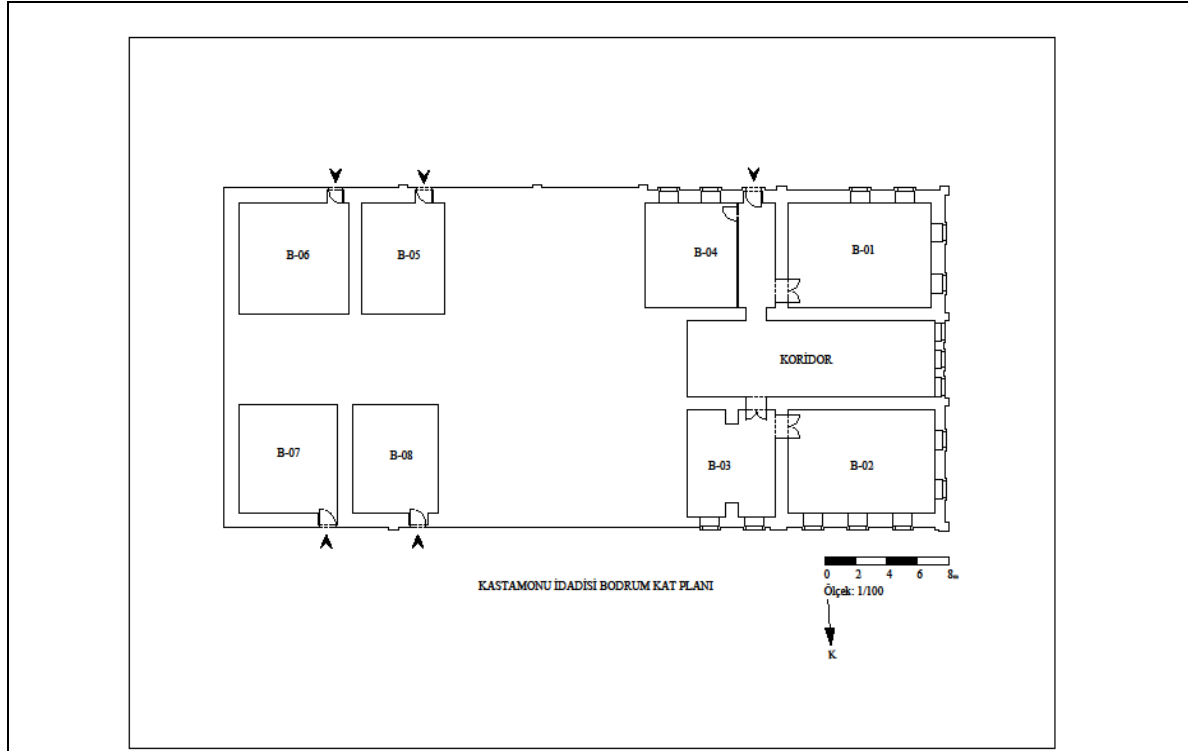 B-06
B-05
B-04
B-01
KORİDOR
B-07
B-08
B-03
B-02
KASTAMONU İDADİSİ BODRUM KAT PLANI
0 2 4 6 8m
Ölçek: 1/100
K